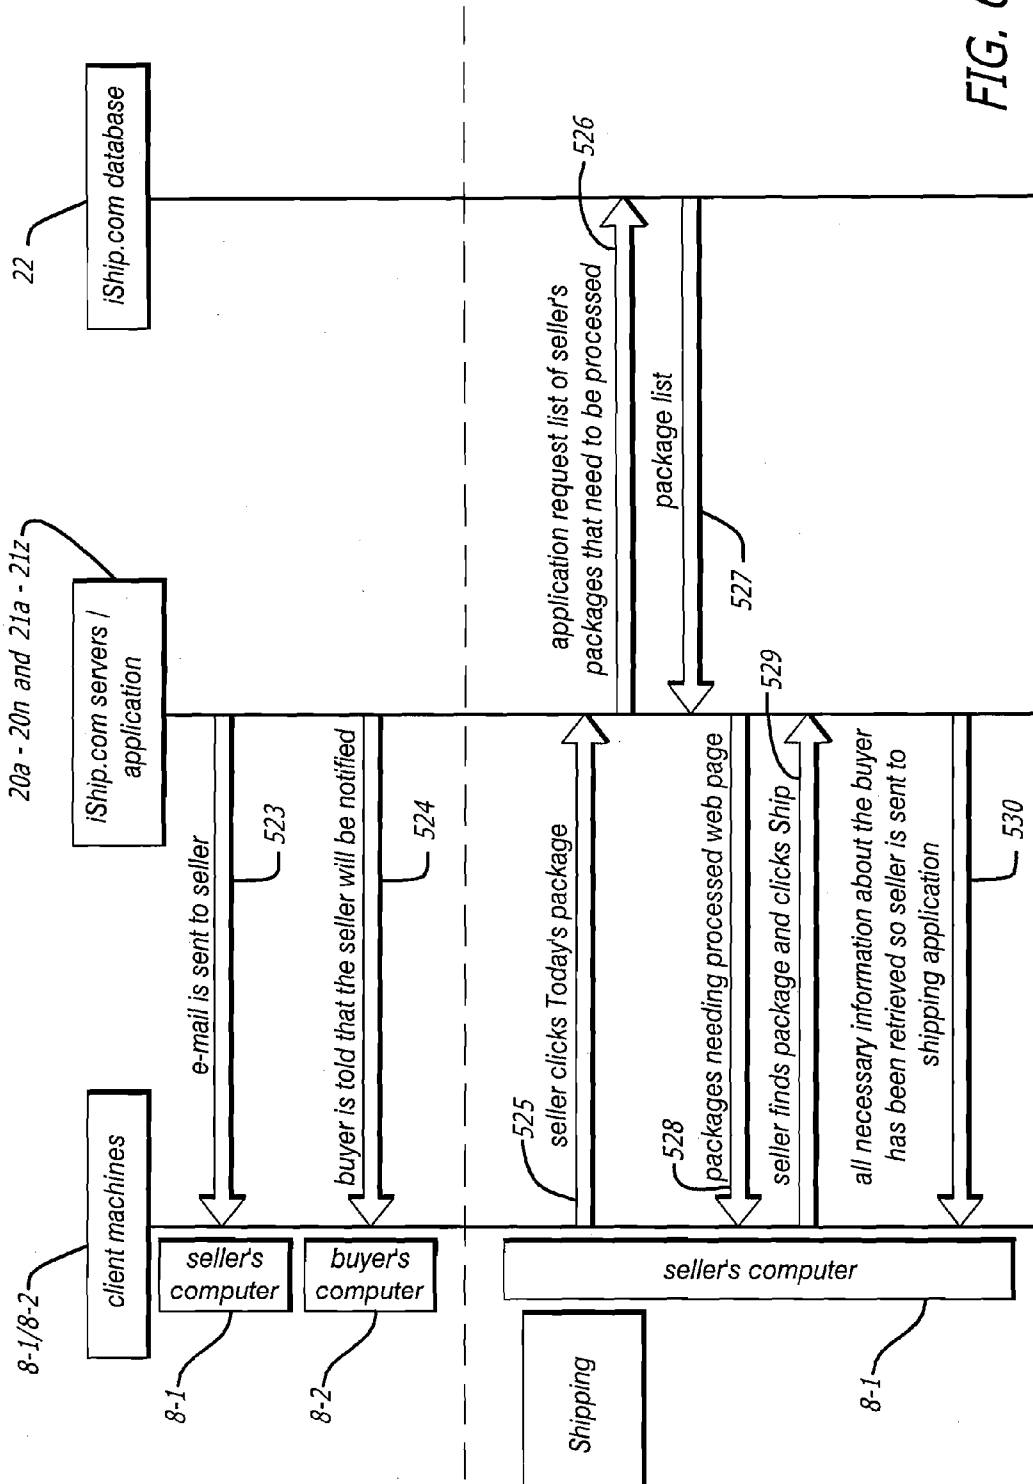 8-1/8-2
client machines
20a - 20n and 21a - 21z
iShip.com servers /
application
22
iShip.com database
8-1
seller's
computer
e-mail is sent to seller
523
8-2
buyer's
computer
buyer is told that the seller will be notified
524
Shipping
seller's computer
8-1
525
seller clicks Today's package
application request list of seller's
packages that need to be processed
526
package list
527
528
packages needing processed web page
seller finds package and clicks Ship
529
all necessary information about the buyer
has been retrieved so seller is sent to
shipping application
530
FIG.